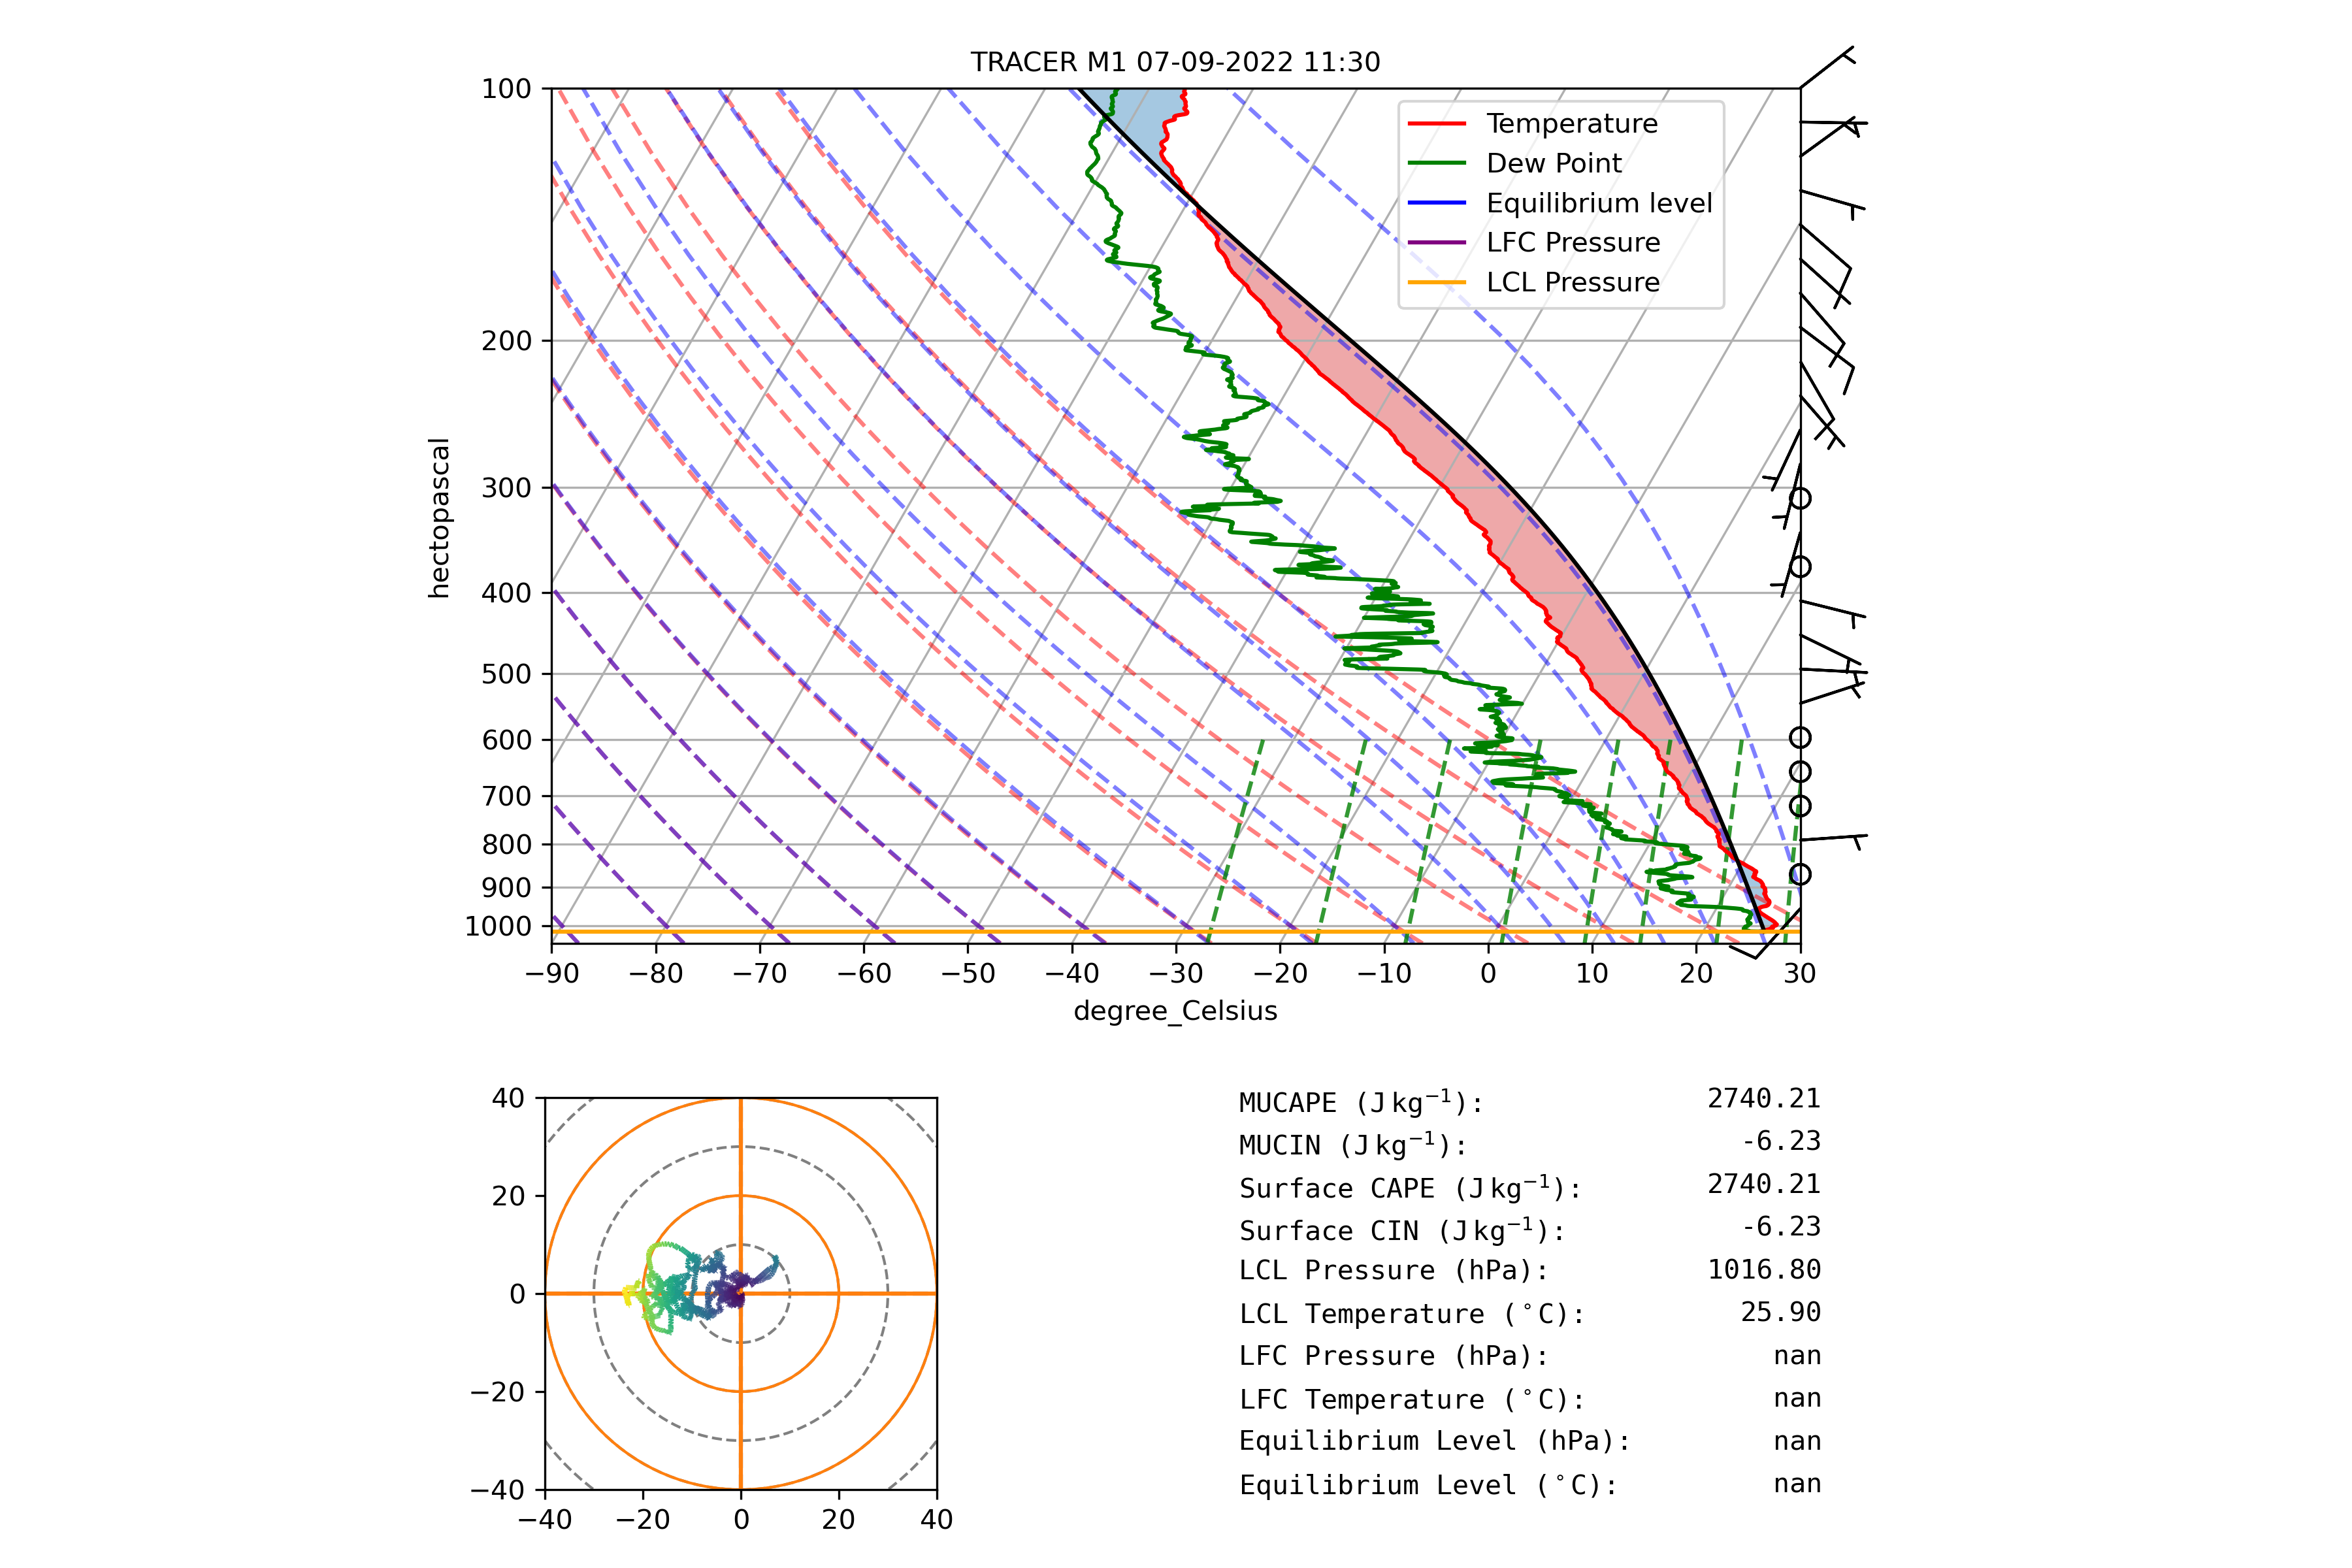 TRACER M1 07-09-2022 11:30
100
200
300
400
500
600
700
800
900
1000
hectopascal
Temperature
Dew Point
Equilibrium level
LFC Pressure
LCL Pressure
−90 −80 −70 −60 −50 −40 −30 −20 −10 0 10 20 30
degree_Celsius
40
20
0
−20
−40
−40 −20 0 20 40
MUCAPE (J kg⁻¹): 2740.21
MUCIN (J kg⁻¹): -6.23
Surface CAPE (J kg⁻¹): 2740.21
Surface CIN (J kg⁻¹): -6.23
LCL Pressure (hPa): 1016.80
LCL Temperature (°C): 25.90
LFC Pressure (hPa): nan
LFC Temperature (°C): nan
Equilibrium Level (hPa): nan
Equilibrium Level (°C): nan